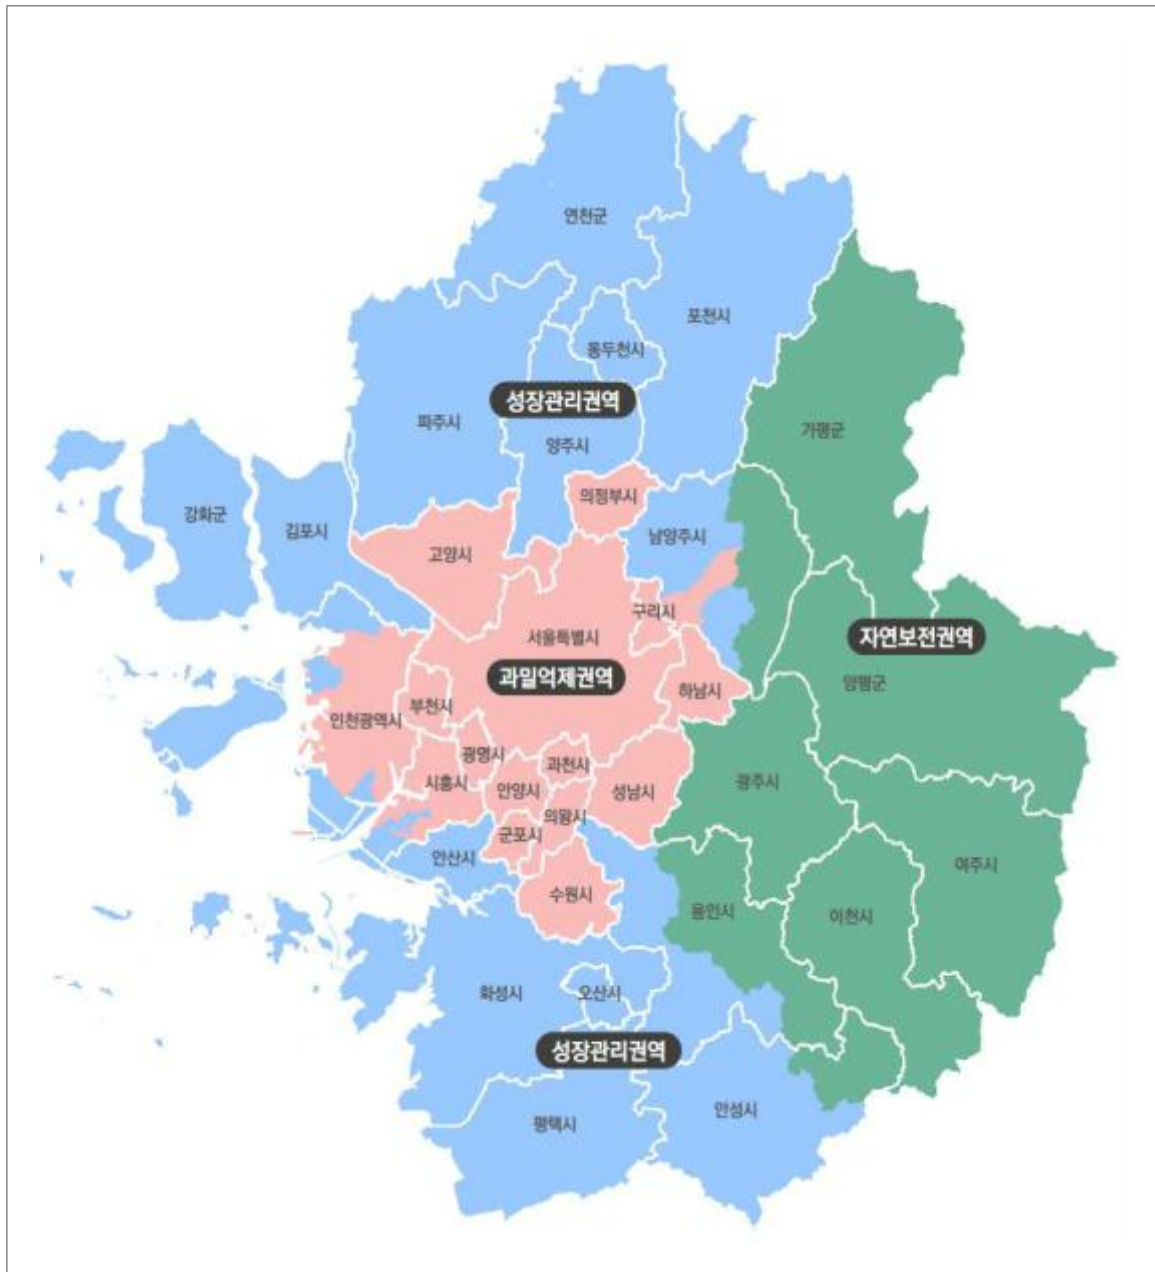 연천군
포천시
동두천시
성장관리권역
파주시
가평군
양주시
의정부시
강화군
김포시
남양주시
고양시
구리시
서울특별시
자연보전권역
과밀억제권역
하남시
양평군
부천시
인천광역시
광명시
과천시
시흥시
안양시
성남시
광주시
의왕시
군포시
안산시
여주시
수원시
용인시
이천시
화성시
오산시
성장관리권역
안성시
평택시